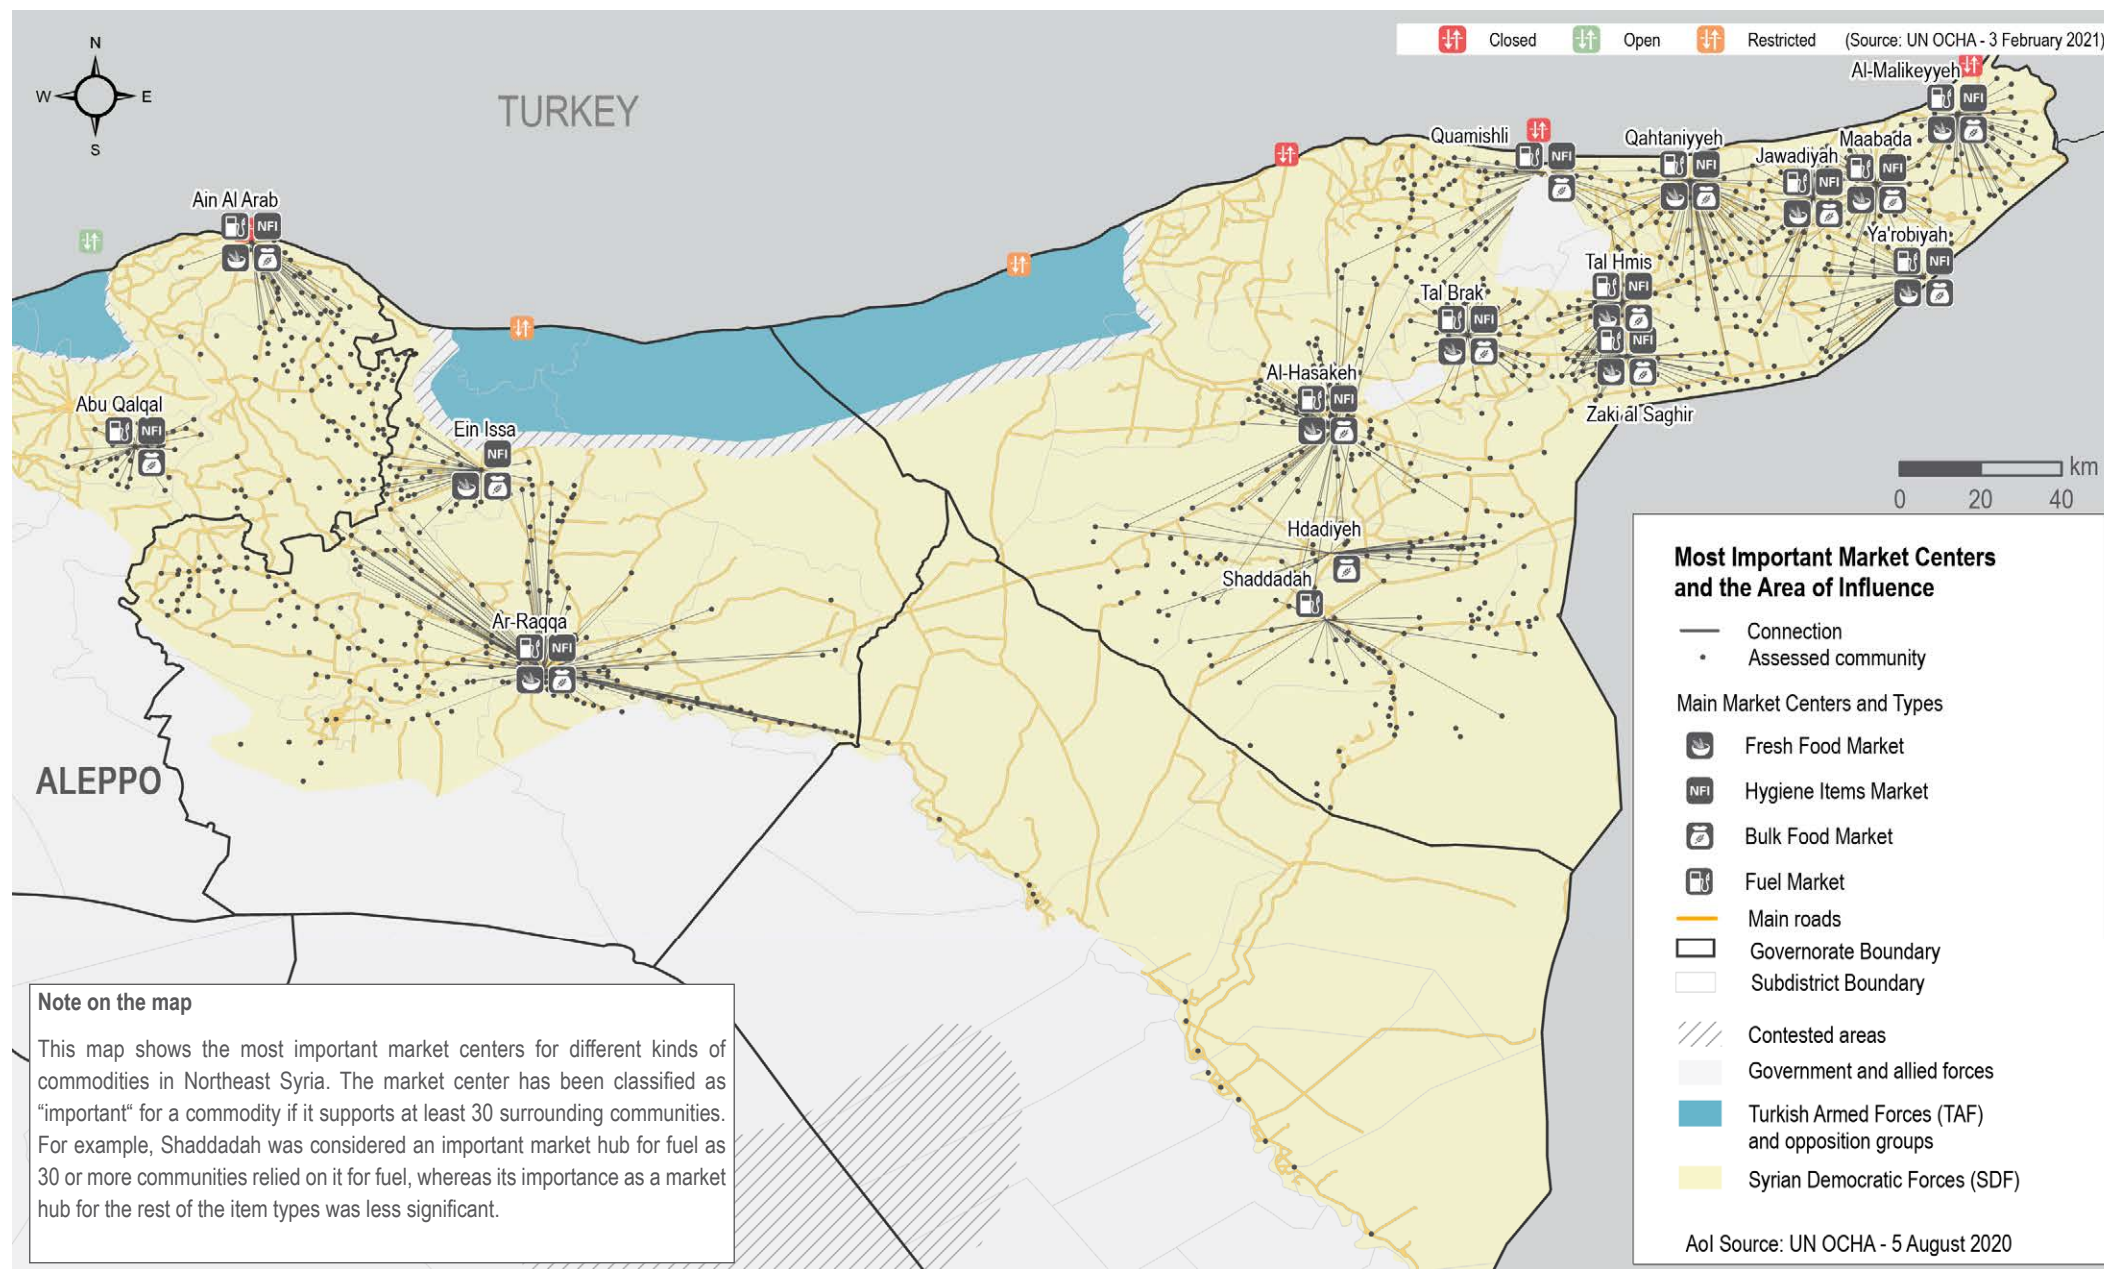 N
W
E
S
TURKEY
Closed
Open
Restricted
(Source: UN OCHA - 3 February 2021)
Al-Malikeyyeh
NFI
Quamishli
NFI
Qahtaniyyeh
NFI
Maabada
NFI
Jawadiyah
NFI
Ya'robiyah
NFI
Ain Al Arab
NFI
Tal Hmis
NFI
Tal Brak
NFI
NFI
Zaki al Saghir
Al-Hasakeh
NFI
Abu Qalqal
NFI
Ein Issa
NFI
Hdadiyeh
Shaddadah
Ar-Raqqa
NFI
ALEPPO
km
0 20 40
Most Important Market Centers
and the Area of Influence
Connection
Assessed community
Main Market Centers and Types
Fresh Food Market
NFI Hygiene Items Market
Bulk Food Market
Fuel Market
Main roads
Governorate Boundary
Subdistrict Boundary
Contested areas
Government and allied forces
Turkish Armed Forces (TAF)
and opposition groups
Syrian Democratic Forces (SDF)
AoI Source: UN OCHA - 5 August 2020
Note on the map
This map shows the most important market centers for different kinds of
commodities in Northeast Syria. The market center has been classified as
“important“ for a commodity if it supports at least 30 surrounding communities.
For example, Shaddadah was considered an important market hub for fuel as
30 or more communities relied on it for fuel, whereas its importance as a market
hub for the rest of the item types was less significant.